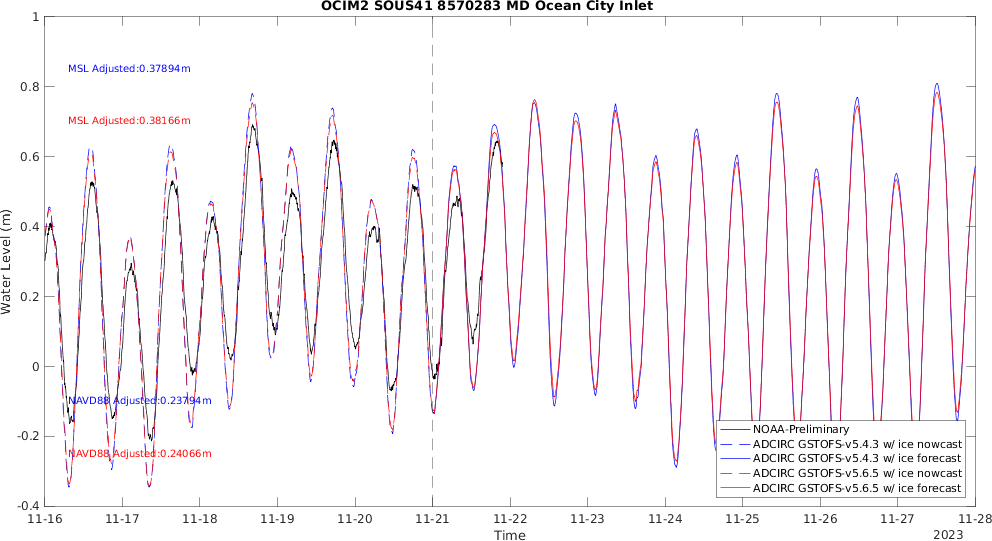 OCIM2 SOUS41 8570283 MD Ocean City Inlet
1
0.8
0.6
0.4
0.2
0
-0.2
-0.4
Water Level (m)
MSL Adjusted:0.37894m
MSL Adjusted:0.38166m
NAVD88 Adjusted:0.23794m
NAVD88 Adjusted:0.24066m
NOAA-Preliminary
ADCIRC GSTOFS-v5.4.3 w/ ice nowcast
ADCIRC GSTOFS-v5.4.3 w/ ice forecast
ADCIRC GSTOFS-v5.6.5 w/ ice nowcast
ADCIRC GSTOFS-v5.6.5 w/ ice forecast
11-16 11-17 11-18 11-19 11-20 11-21 11-22 11-23 11-24 11-25 11-26 11-27 11-28
Time
2023